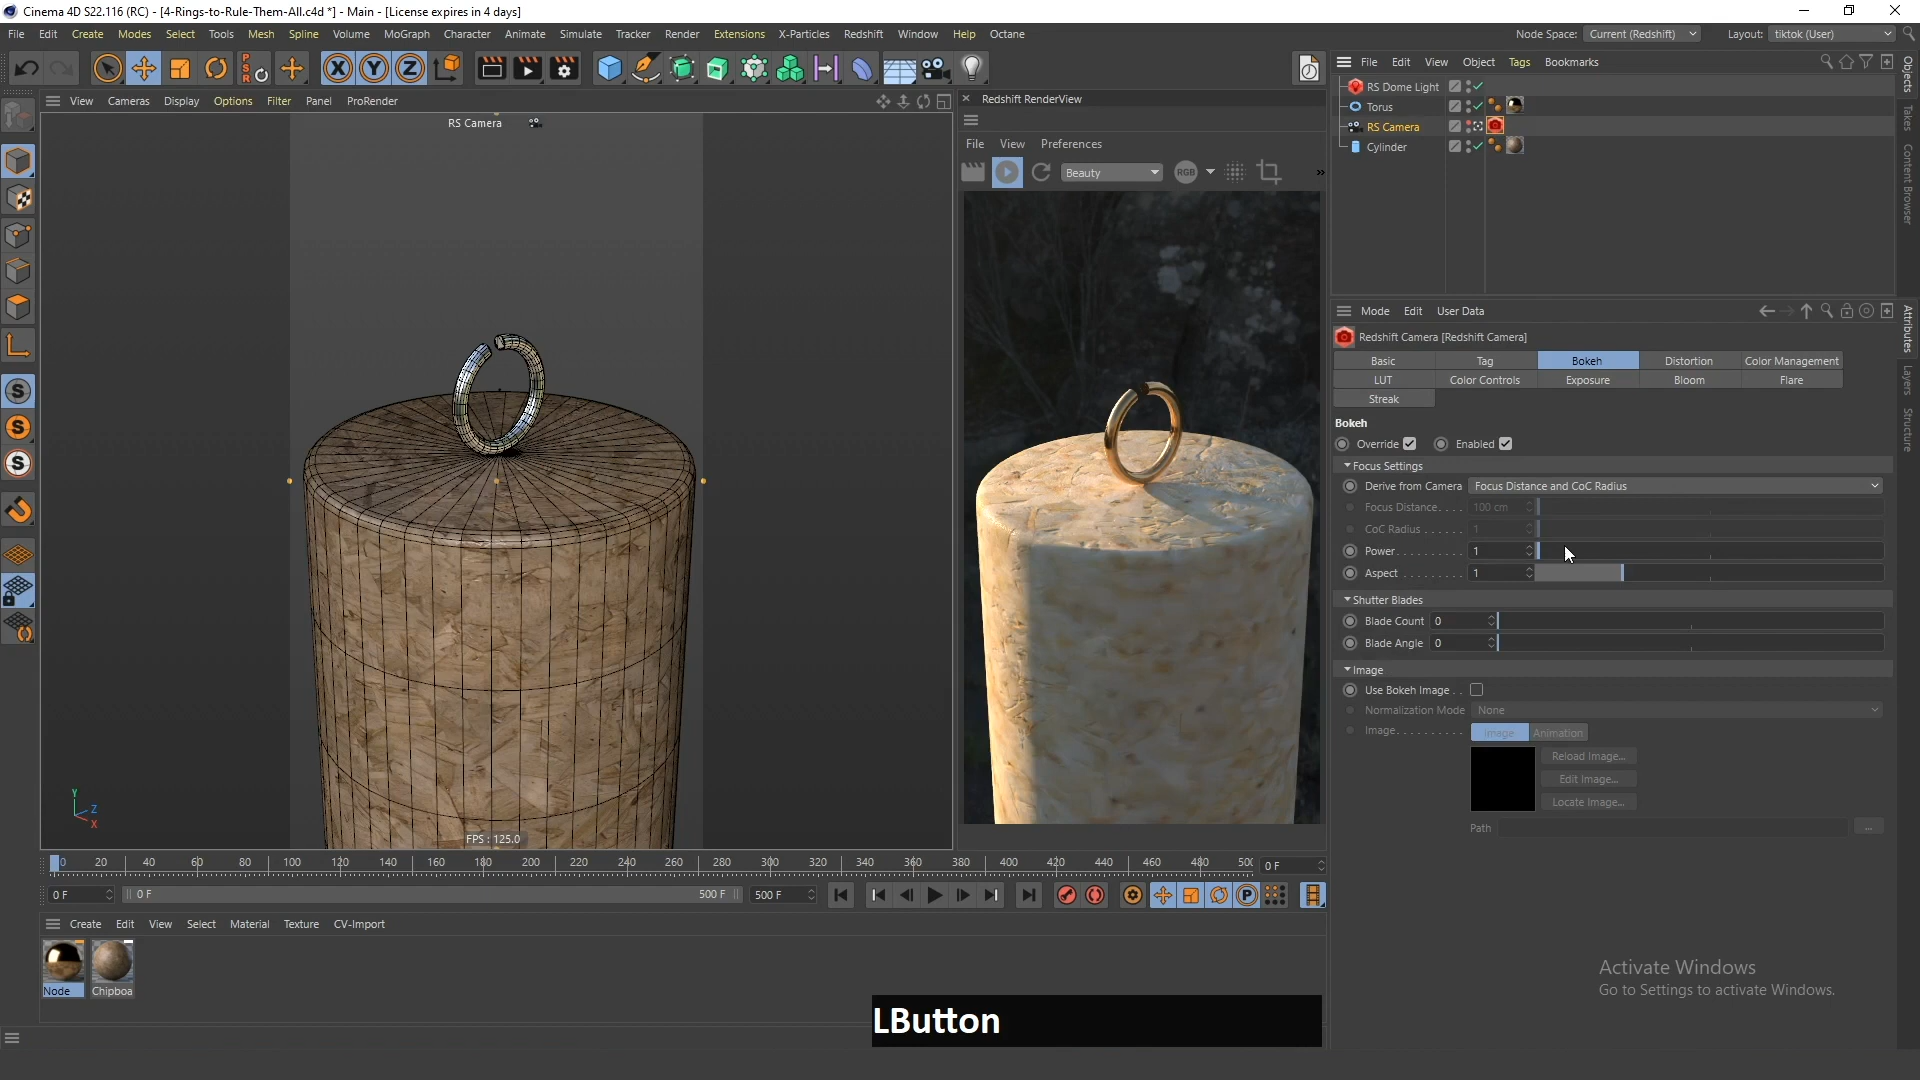 Cinema 4D S22.116 (RC) - [4-Rings-to-Rule-Them-All.c4d *] - Main - [License expires in 4 days]
File Edit Create Modes Select Tools Mesh Spline Volume MoGraph Character Animate Simulate Tracker Render Extensions X-Particles Redshift Window Help Octane Node Space: Current (Redshift) Layout: tiktok (User)
PSR X Y Z
View Cameras Display Options Filter Panel ProRender
RS Camera
Redshift RenderView
File View Preferences
Beauty RGB »
File Edit View Object Tags Bookmarks
RS Dome Light
Torus
RS Camera
Cylinder
Objects
Takes
Content Browser
Attributes
Layers
Structure
Mode Edit User Data
Redshift Camera [Redshift Camera]
Basic Tag Bokeh Distortion Color Management
LUT Color Controls Exposure Bloom Flare
Streak
Bokeh
Override Enabled
Focus Settings
Derive from Camera Focus Distance and CoC Radius
Focus Distance. . . . 100 cm
CoC Radius . . . . . . 1
Power. . . . . . . . . . 1
Aspect . . . . . . . . . 1
Shutter Blades
Blade Count 0
Blade Angle 0
Image
Use Bokeh Image . .
Normalization Mode None
Image. . . . . . . . . . Image Animation
Reload Image...
Edit Image...
Locate Image...
Path ...
S
S
S
Y
Z
X
FPS : 125.0
0 20 40 60 80 100 120 140 160 180 200 220 240 260 280 300 320 340 360 380 400 420 440 460 480 50( 0 F
0 F 0 F 500 F 500 F P
Create Edit View Select Material Texture CV-Import
Node Chipboa
Activate Windows
Go to Settings to activate Windows.
LButton